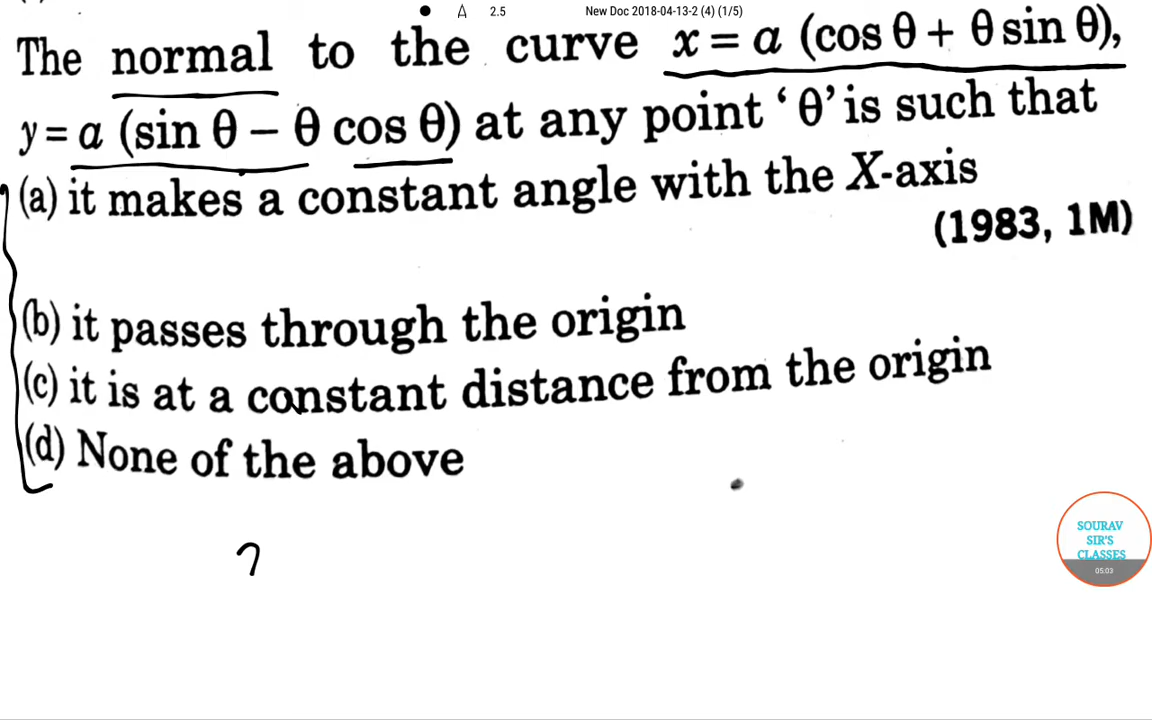 ● A 2.5 New Doc 2018-04-13-2 (4) (1/5)
The normal to the curve x = a (cos θ + θ sin θ),
y = a (sin θ – θ cos θ) at any point ‘θ’ is such that
(a) it makes a constant angle with the X-axis
(1983, 1M)
(b) it passes through the origin
(c) it is at a constant distance from the origin
(d) None of the above
SOURAV
SIR'S
CLASSES
05:03